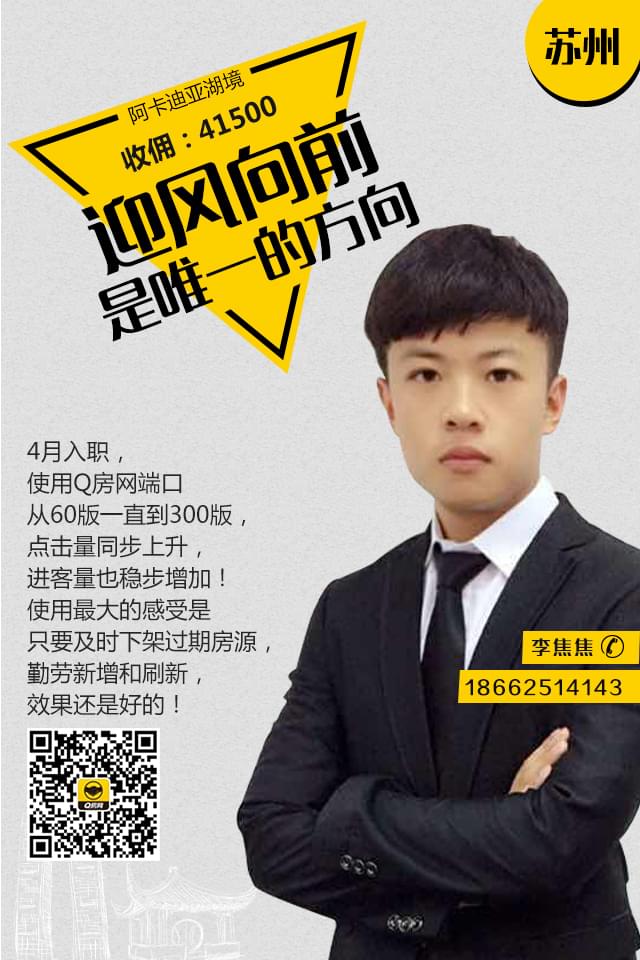 苏州
阿卡迪亚湖境
收佣：41500
迎风向前
是唯一的方向
4月入职，
使用Q房网端口
从60版一直到300版，
点击量同步上升，
进客量也稳步增加！
使用最大的感受是
只要及时下架过期房源，
勤劳新增和刷新，
效果还是好的！
李焦焦
18662514143
Q房网